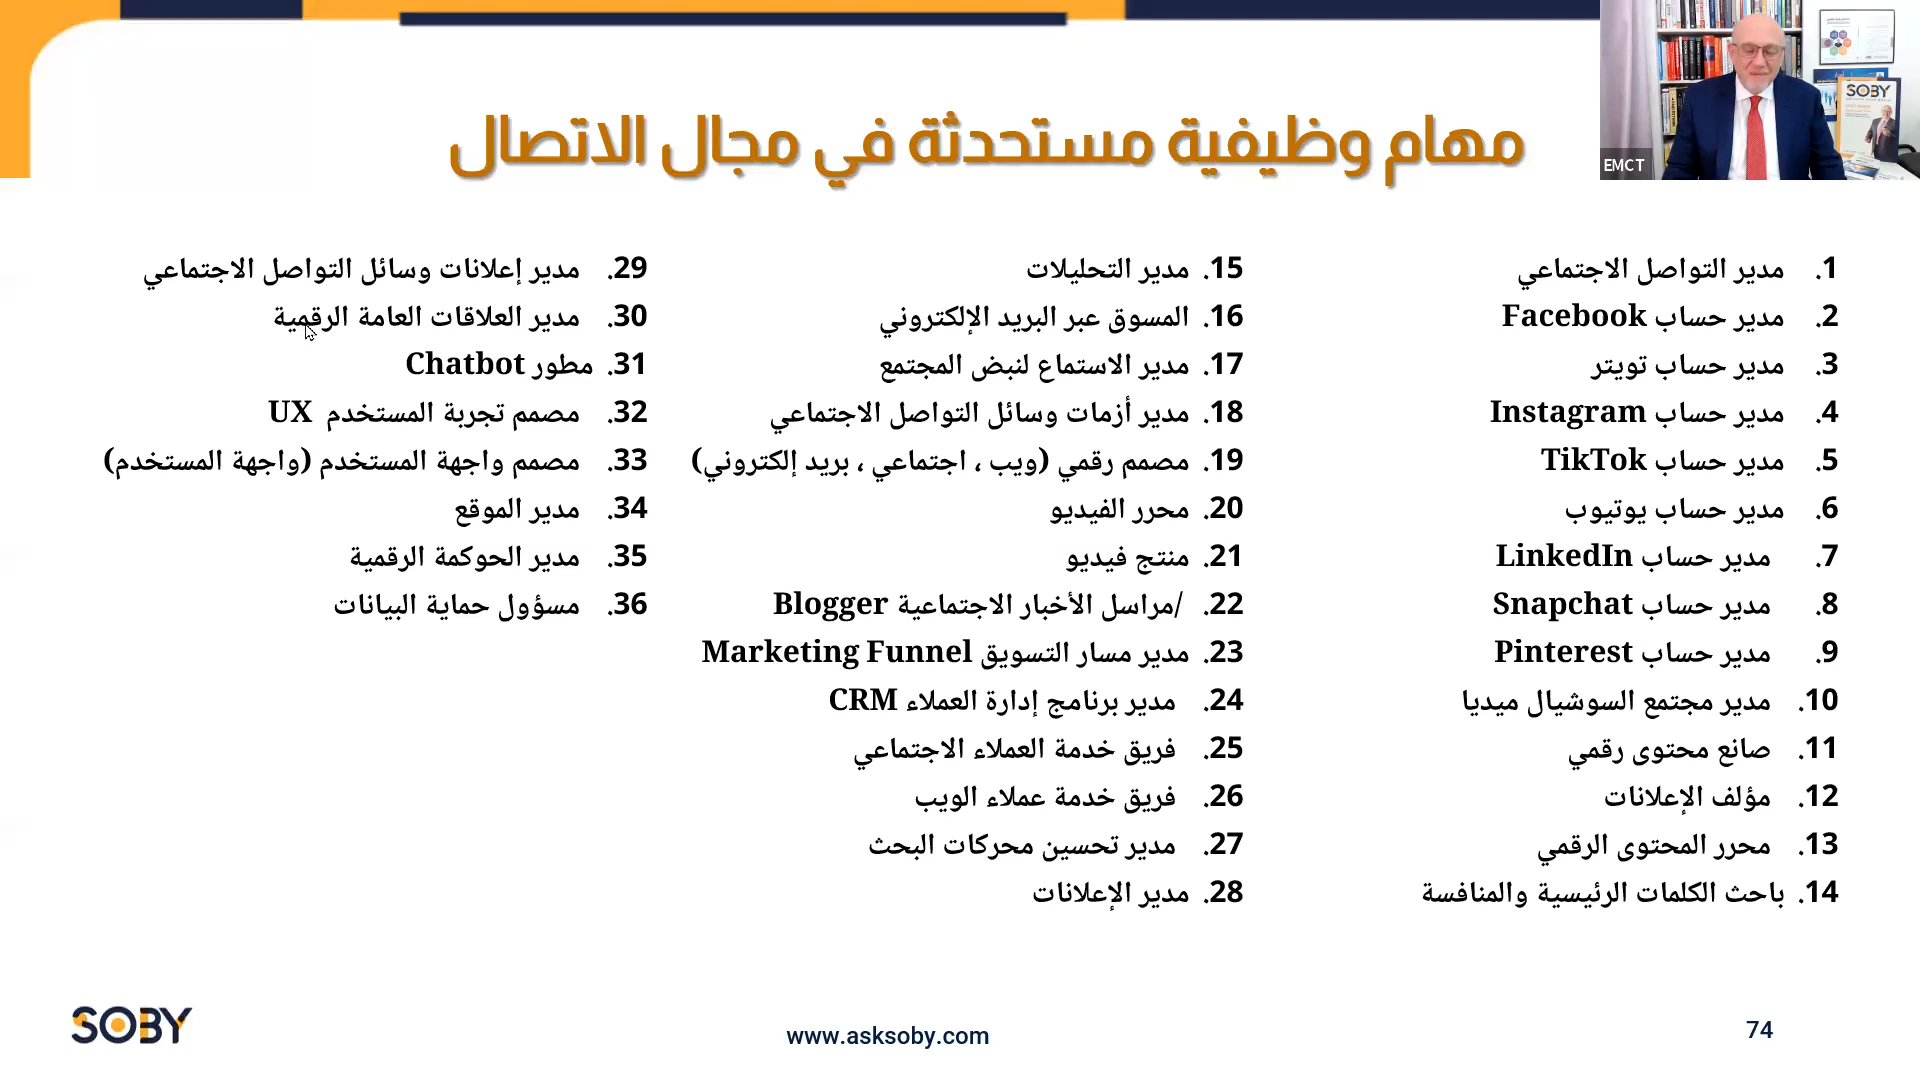 مهام وظيفية مستحدثة في مجال الاتصال
1. مدير التواصل الاجتماعي
2. مدير حساب Facebook
3. مدير حساب تويتر
4. مدير حساب Instagram
5. مدير حساب TikTok
6. مدير حساب يوتيوب
7. مدير حساب LinkedIn
8. مدير حساب Snapchat
9. مدير حساب Pinterest
10. مدير مجتمع السوشيال ميديا
11. صانع محتوى رقمي
12. مؤلف الإعلانات
13. محرر المحتوى الرقمي
14. باحث الكلمات الرئيسية والمنافسة
15. مدير التحليلات
16. المسوق عبر البريد الإلكتروني
17. مدير الاستماع لنبض المجتمع
18. مدير أزمات وسائل التواصل الاجتماعي
19. مصمم رقمي (ويب ، اجتماعي ، بريد إلكتروني)
20. محرر الفيديو
21. منتج فيديو
22. /مراسل الأخبار الاجتماعية Blogger
23. مدير مسار التسويق Marketing Funnel
24. مدير برنامج إدارة العملاء CRM
25. فريق خدمة العملاء الاجتماعي
26. فريق خدمة عملاء الويب
27. مدير تحسين محركات البحث
28. مدير الإعلانات
29. مدير إعلانات وسائل التواصل الاجتماعي
30. مدير العلاقات العامة الرقمية
31. مطور Chatbot
32. مصمم تجربة المستخدم UX
33. مصمم واجهة المستخدم (واجهة المستخدم)
34. مدير الموقع
35. مدير الحوكمة الرقمية
36. مسؤول حماية البيانات
EMCT
SOBY
SOBY
www.asksoby.com
74